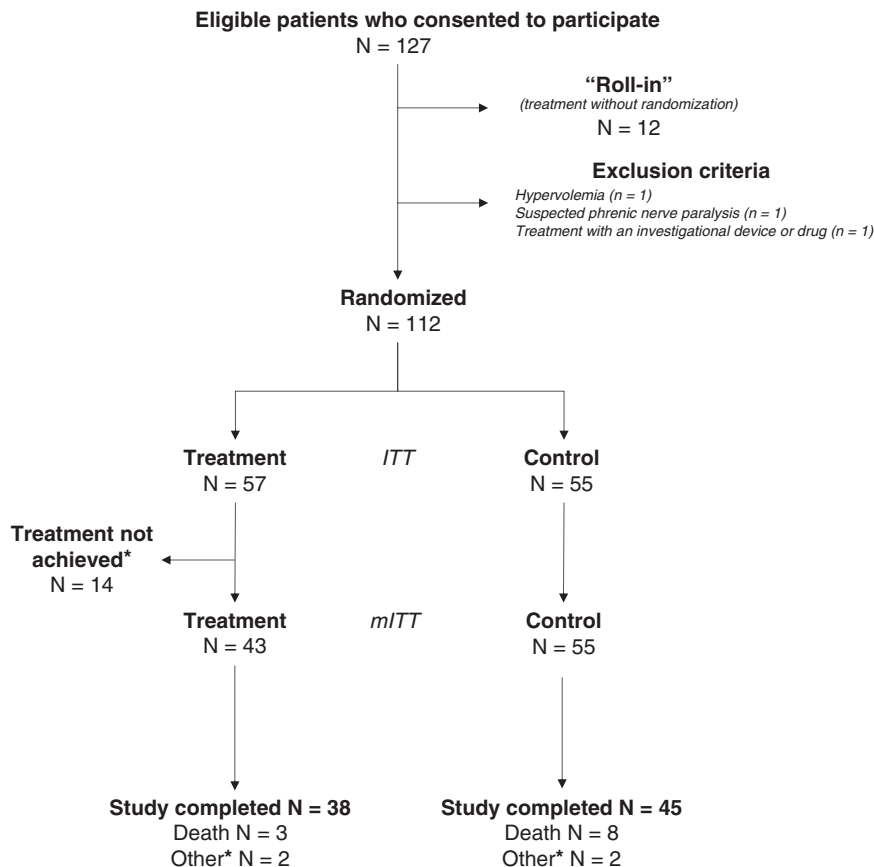 Eligible patients who consented to participate
N = 127
“Roll-in”
(treatment without randomization)
N = 12
Exclusion criteria
Hypervolemia (n = 1)
Suspected phrenic nerve paralysis (n = 1)
Treatment with an investigational device or drug (n = 1)
Randomized
N = 112
Treatment ITT Control
N = 57 N = 55
Treatment not
achieved*
N = 14
Treatment mITT Control
N = 43 N = 55
Study completed N = 38 Study completed N = 45
Death N = 3 Death N = 8
Other* N = 2 Other* N = 2